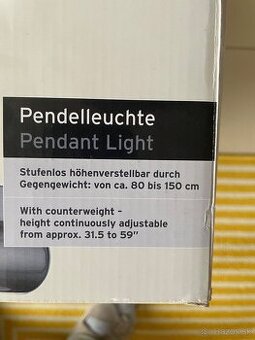 Pendelleuchte
Pendant Light
Stufenlos höhenverstellbar durch
Gegengewicht: von ca. 80 bis 150 cm
With counterweight –
height continuously adjustable
from approx. 31.5 to 59"